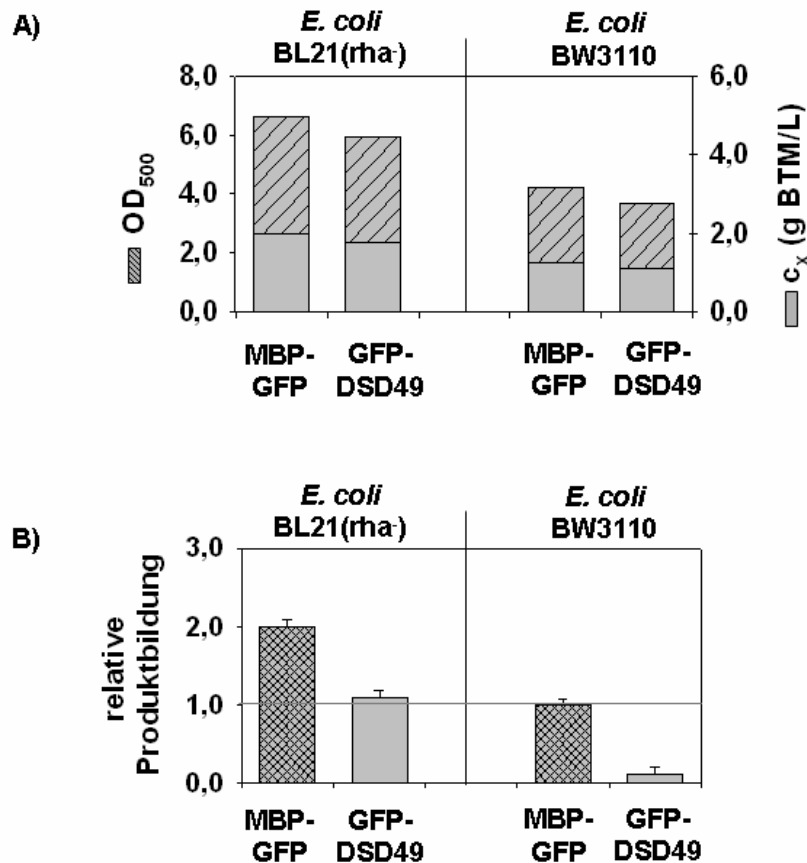 A)
E. coli
BL21(rha-)
E. coli
BW3110
8,0
6,0
4,0
2,0
0,0
OD500
6,0
4,0
2,0
0,0
cx (g BTM/L)
MBP-
GFP
GFP-
DSD49
MBP-
GFP
GFP-
DSD49
B)
E. coli
BL21(rha-)
E. coli
BW3110
3,0
2,0
1,0
0,0
relative
Produktbildung
MBP-
GFP
GFP-
DSD49
MBP-
GFP
GFP-
DSD49